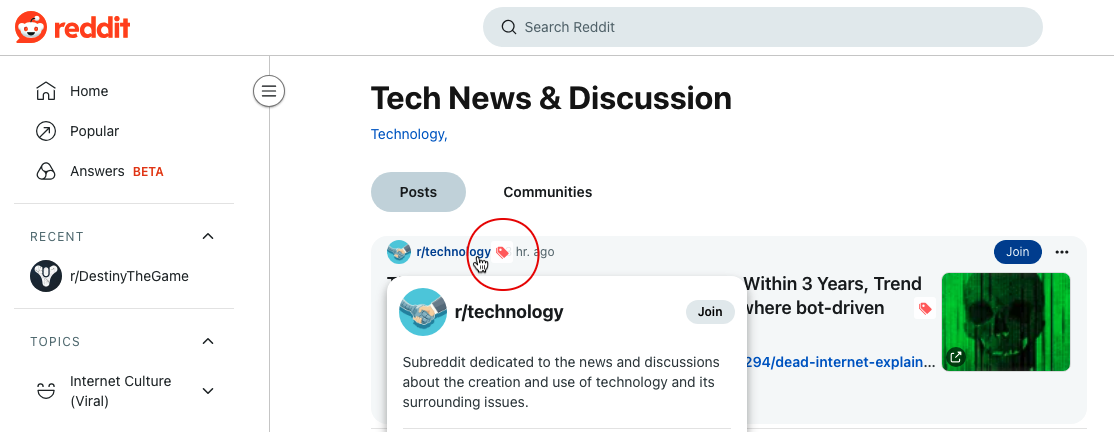 reddit
Search Reddit
Home
Popular
Answers BETA
RECENT
r/DestinyTheGame
TOPICS
Internet Culture
(Viral)
Tech News & Discussion
Technology,
Posts
Communities
r/technology hr. ago
Join
Within 3 Years, Trend
where bot-driven
294/dead-internet-explain...
r/technology
Join
Subreddit dedicated to the news and discussions
about the creation and use of technology and its
surrounding issues.